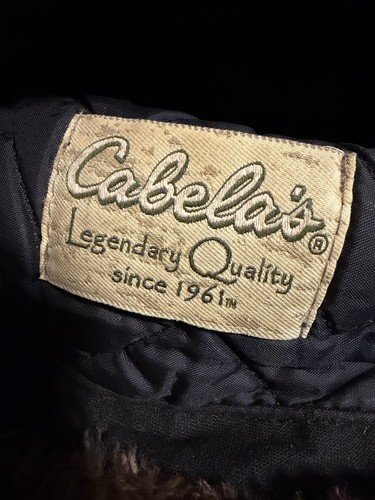 Cabela's®
Legendary Quality
since 1961™